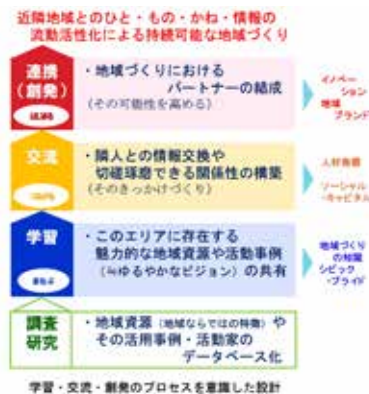 近隣地域とのひと・もの・かね・情報の
流動活性化による持続可能な地域づくり
連携
(創発)
・地域づくりにおける
パートナーの結成
(その可能性を高める)
イノベー
ション
地域
ブランド
交流
・隣人との情報交換や
切磋琢磨できる関係性の構築
(そのきっかけづくり)
ソーシャル
・キャピタル
学習
・このエリアに存在する
魅力的な地域資源や活動事例
(≒ゆるやかなビジョン)の共有
地域づくり
の知識
シビック
・プライド
調査
研究
・地域資源(地域ならではの特徴)や
その活用事例・活動家の
データベース化
学習・交流・創発のプロセスを意識した設計